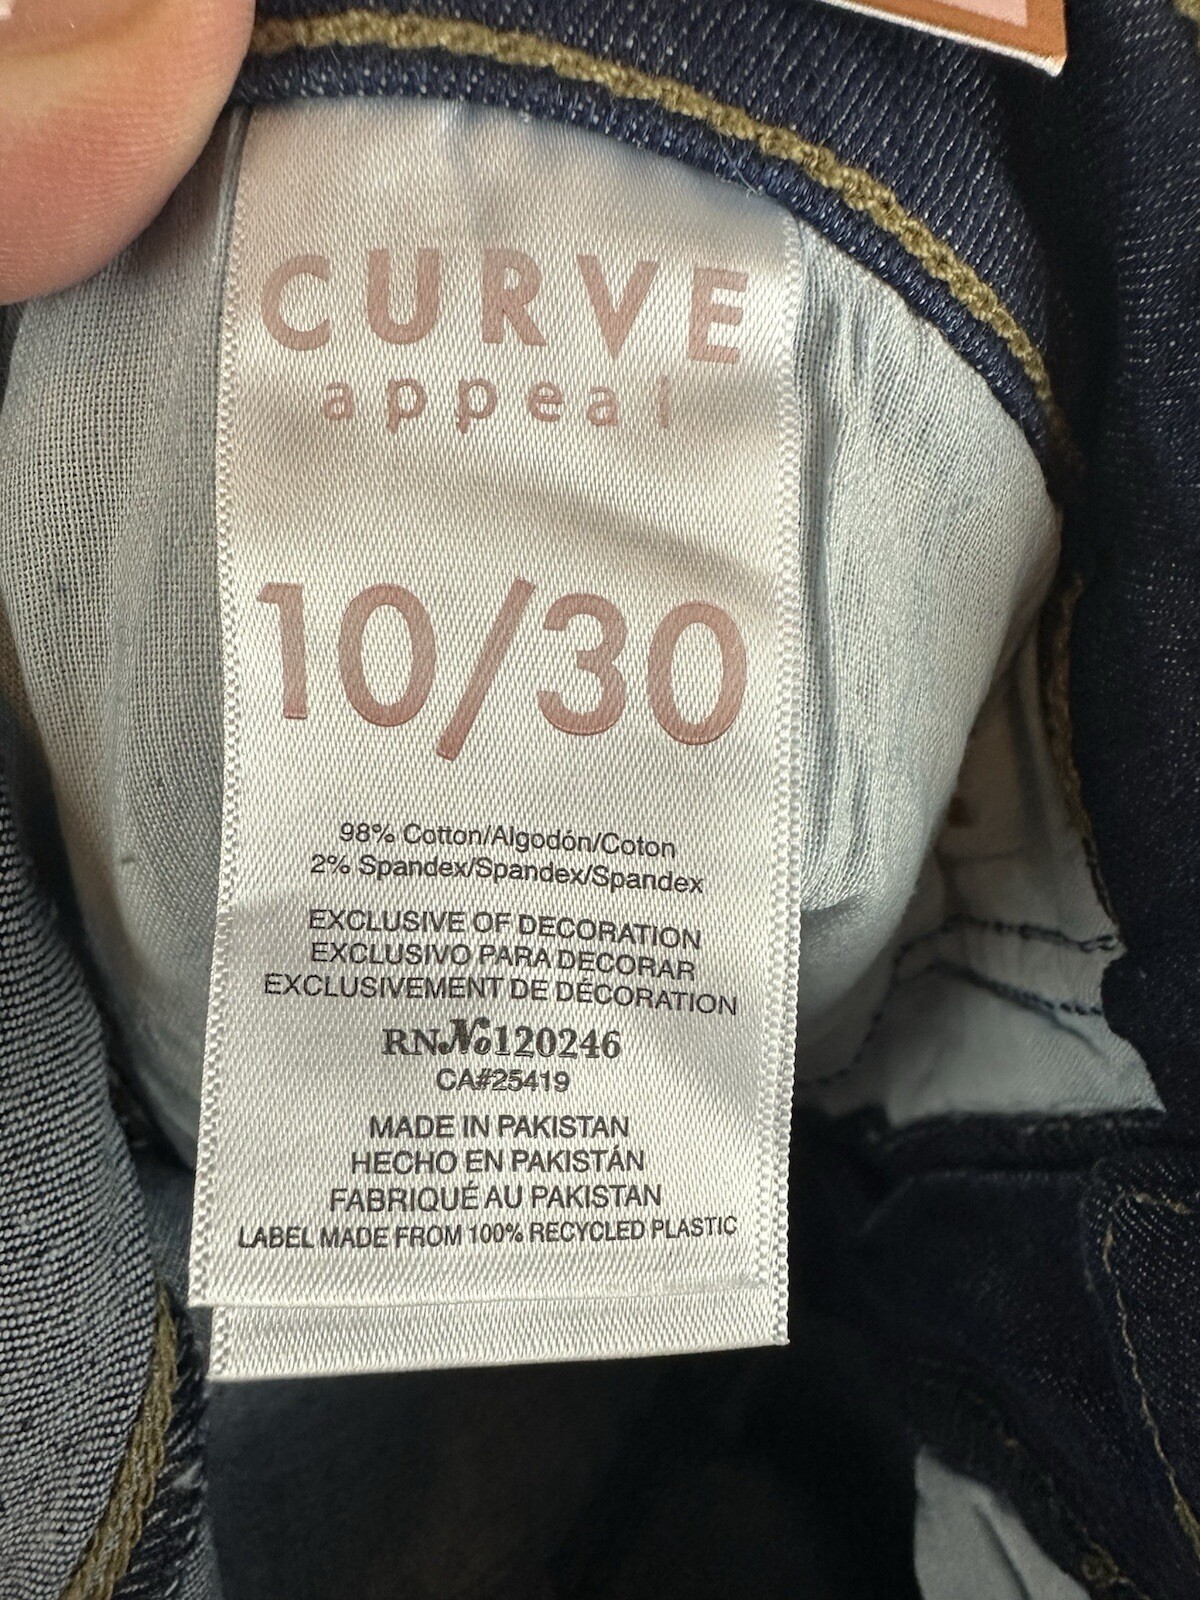 CURVE
appeal
10/30
98% Cotton/Algodón/Coton
2% Spandex/Spandex/Spandex
EXCLUSIVE OF DECORATION
EXCLUSIVO PARA DECORAR
EXCLUSIVEMENT DE DÉCORATION
RN№120246
CA#25419
MADE IN PAKISTAN
HECHO EN PAKISTÁN
FABRIQUÉ AU PAKISTAN
LABEL MADE FROM 100% RECYCLED PLASTIC